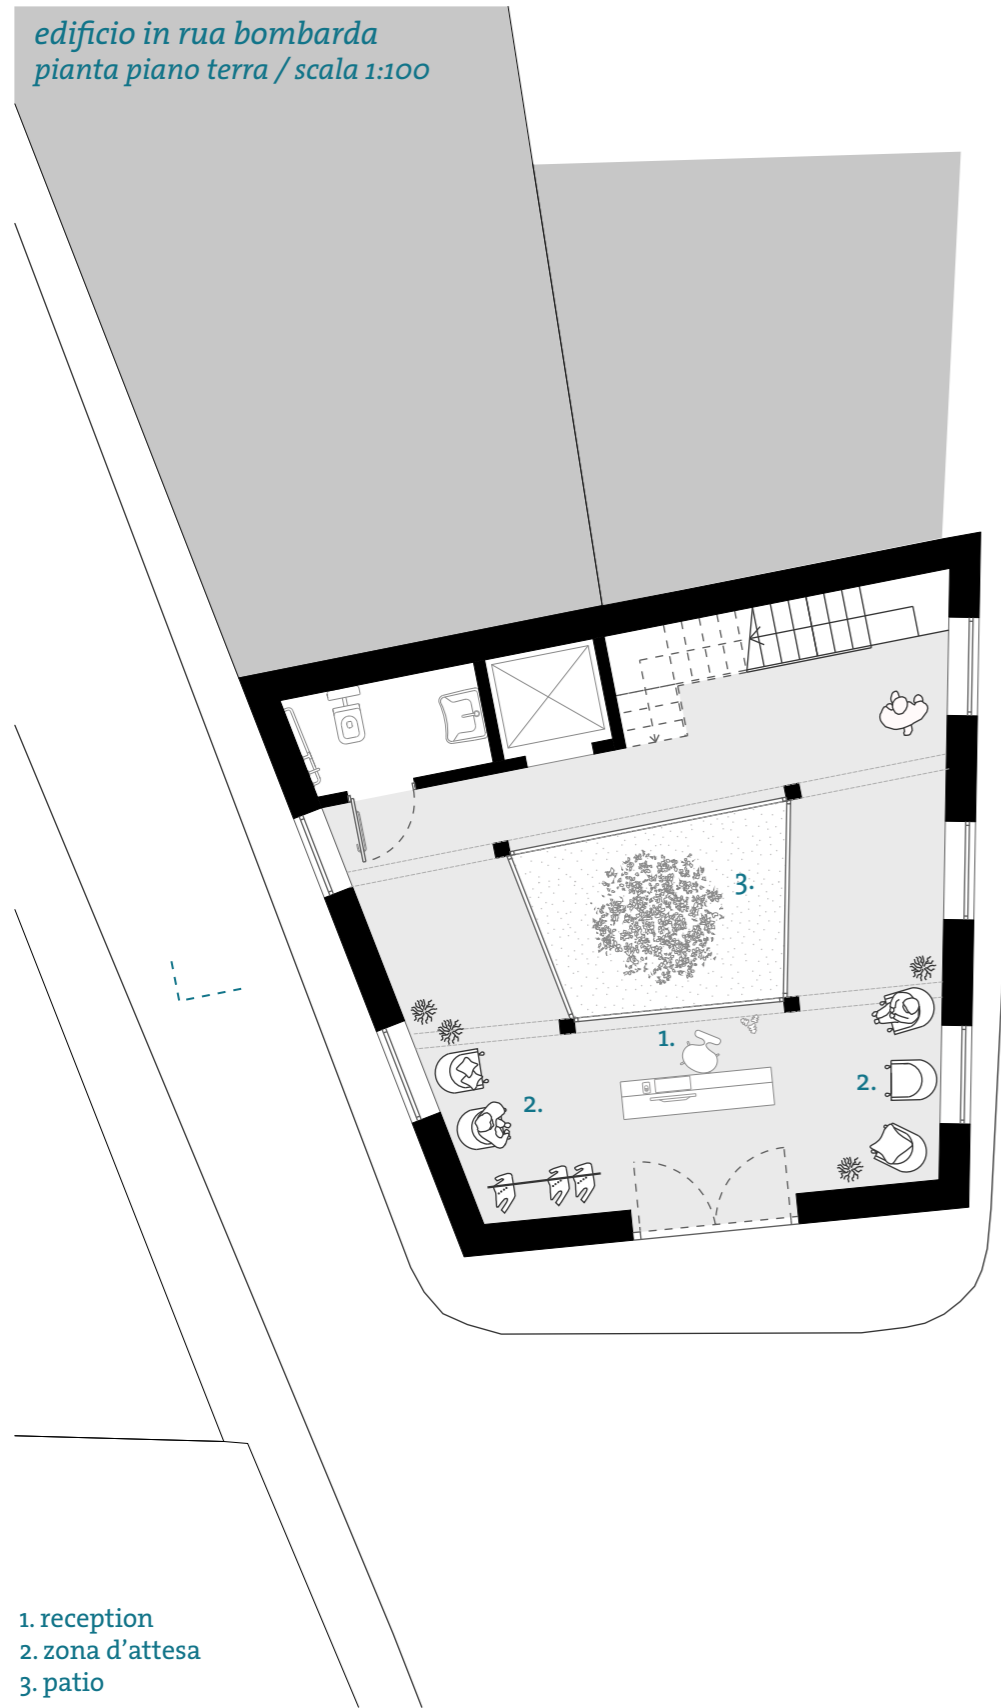 edificio in rua bombarda
pianta piano terra / scala 1:100
3.
1.
2.
2.
1. reception
2. zona d'attesa
3. patio